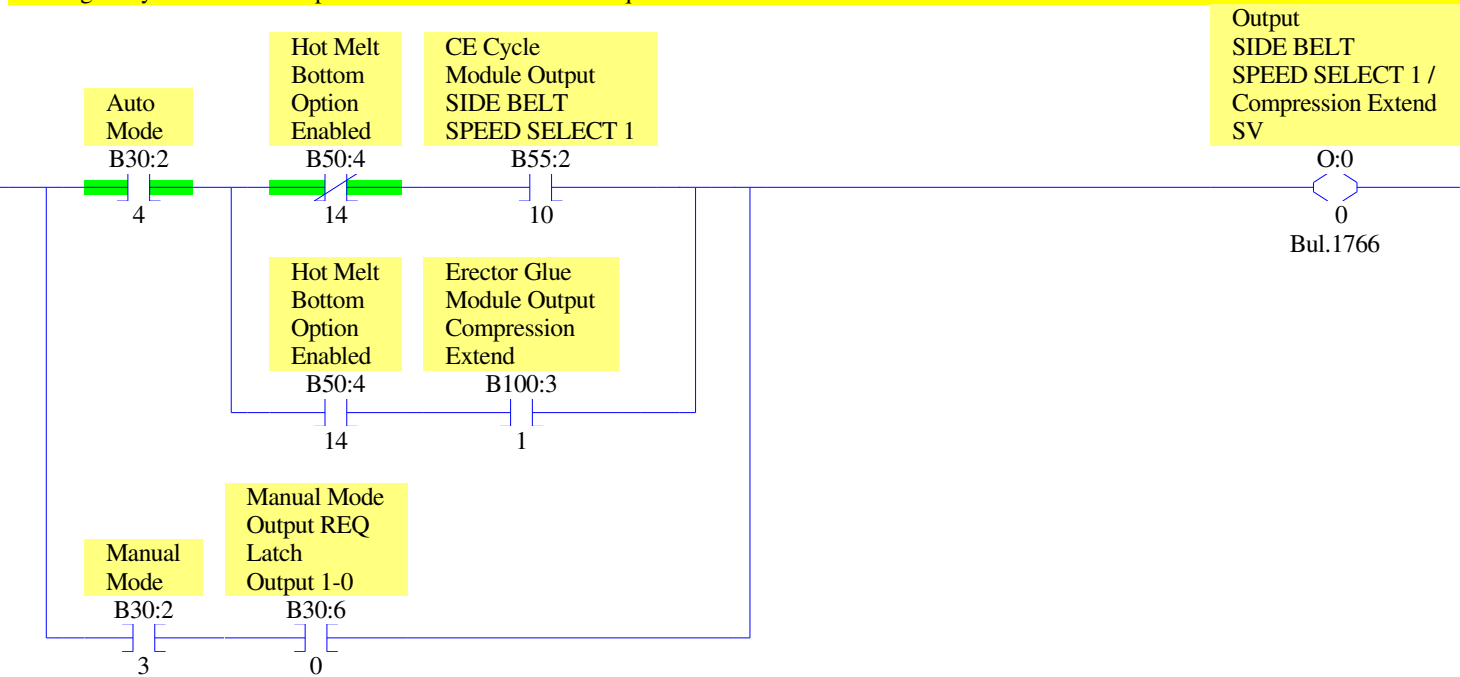 Output
SIDE BELT
SPEED SELECT 1 /
Compression Extend
SV
O:0
0
Bul.1766
Auto
Mode
B30:2
4
Hot Melt
Bottom
Option
Enabled
B50:4
14
CE Cycle
Module Output
SIDE BELT
SPEED SELECT 1
B55:2
10
Hot Melt
Bottom
Option
Enabled
B50:4
14
Erector Glue
Module Output
Compression
Extend
B100:3
1
Manual
Mode
B30:2
3
Manual Mode
Output REQ
Latch
Output 1-0
B30:6
0